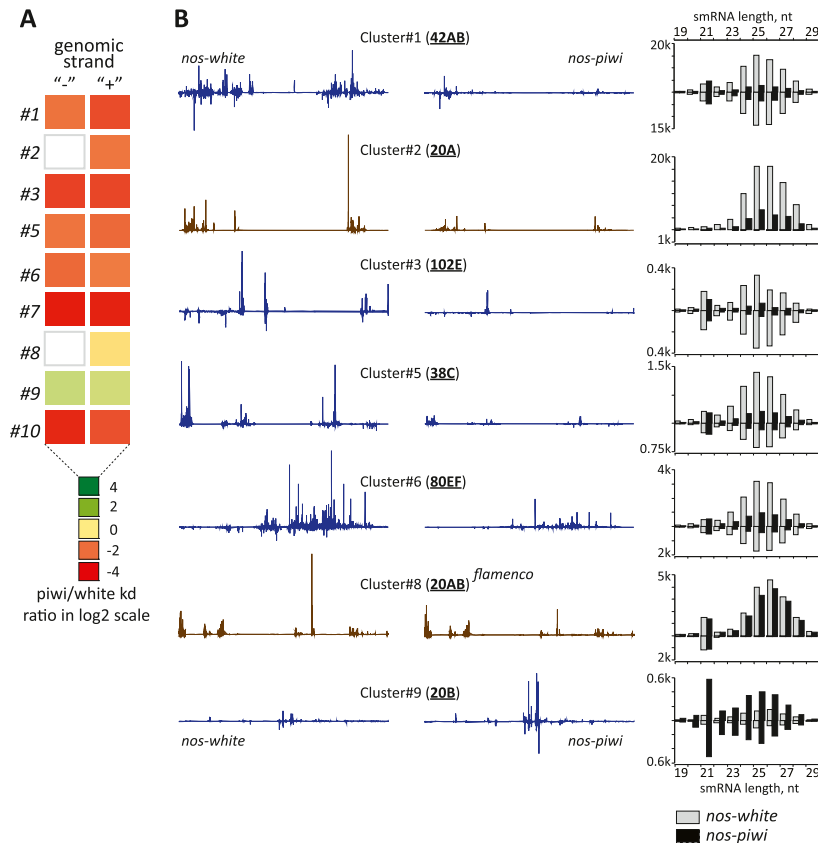 A
genomic
strand
“-” “+”
#1
#2
#3
#5
#6
#7
#8
#9
#10
4
2
0
-2
-4
piwi/white kd
ratio in log2 scale
B
Cluster#1 (42AB)
nos-white
nos-piwi
Cluster#2 (20A)
Cluster#3 (102E)
Cluster#5 (38C)
Cluster#6 (80EF)
Cluster#8 (20AB) flamenco
Cluster#9 (20B)
nos-white
nos-piwi
smRNA length, nt
19 21 23 25 27 29
20k
15k
20k
1k
0.4k
0.4k
1.5k
0.75k
4k
2k
5k
2k
0.6k
0.6k
19 21 23 25 27 29
smRNA length, nt
nos-white
nos-piwi